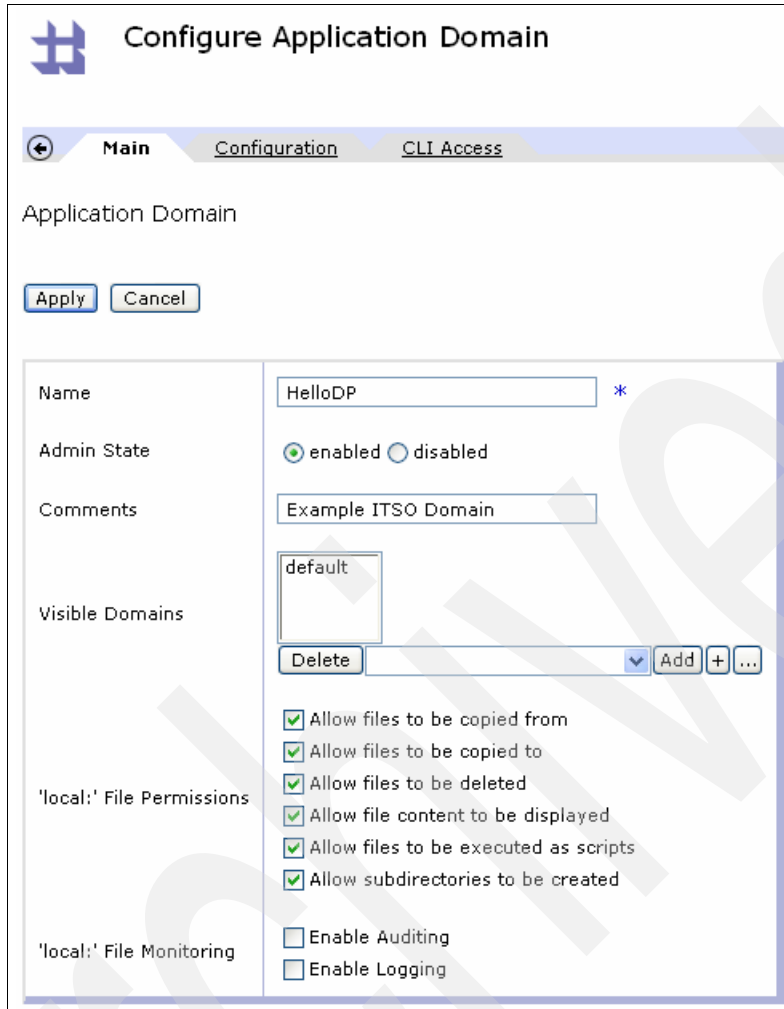 Configure Application Domain
Main Configuration CLI Access
Application Domain
Apply Cancel
Name HelloDP *
Admin State enabled disabled
Comments Example ITSO Domain
Visible Domains default
Delete Add + ...
'local:' File Permissions
Allow files to be copied from
Allow files to be copied to
Allow files to be deleted
Allow file content to be displayed
Allow files to be executed as scripts
Allow subdirectories to be created
'local:' File Monitoring
Enable Auditing
Enable Logging